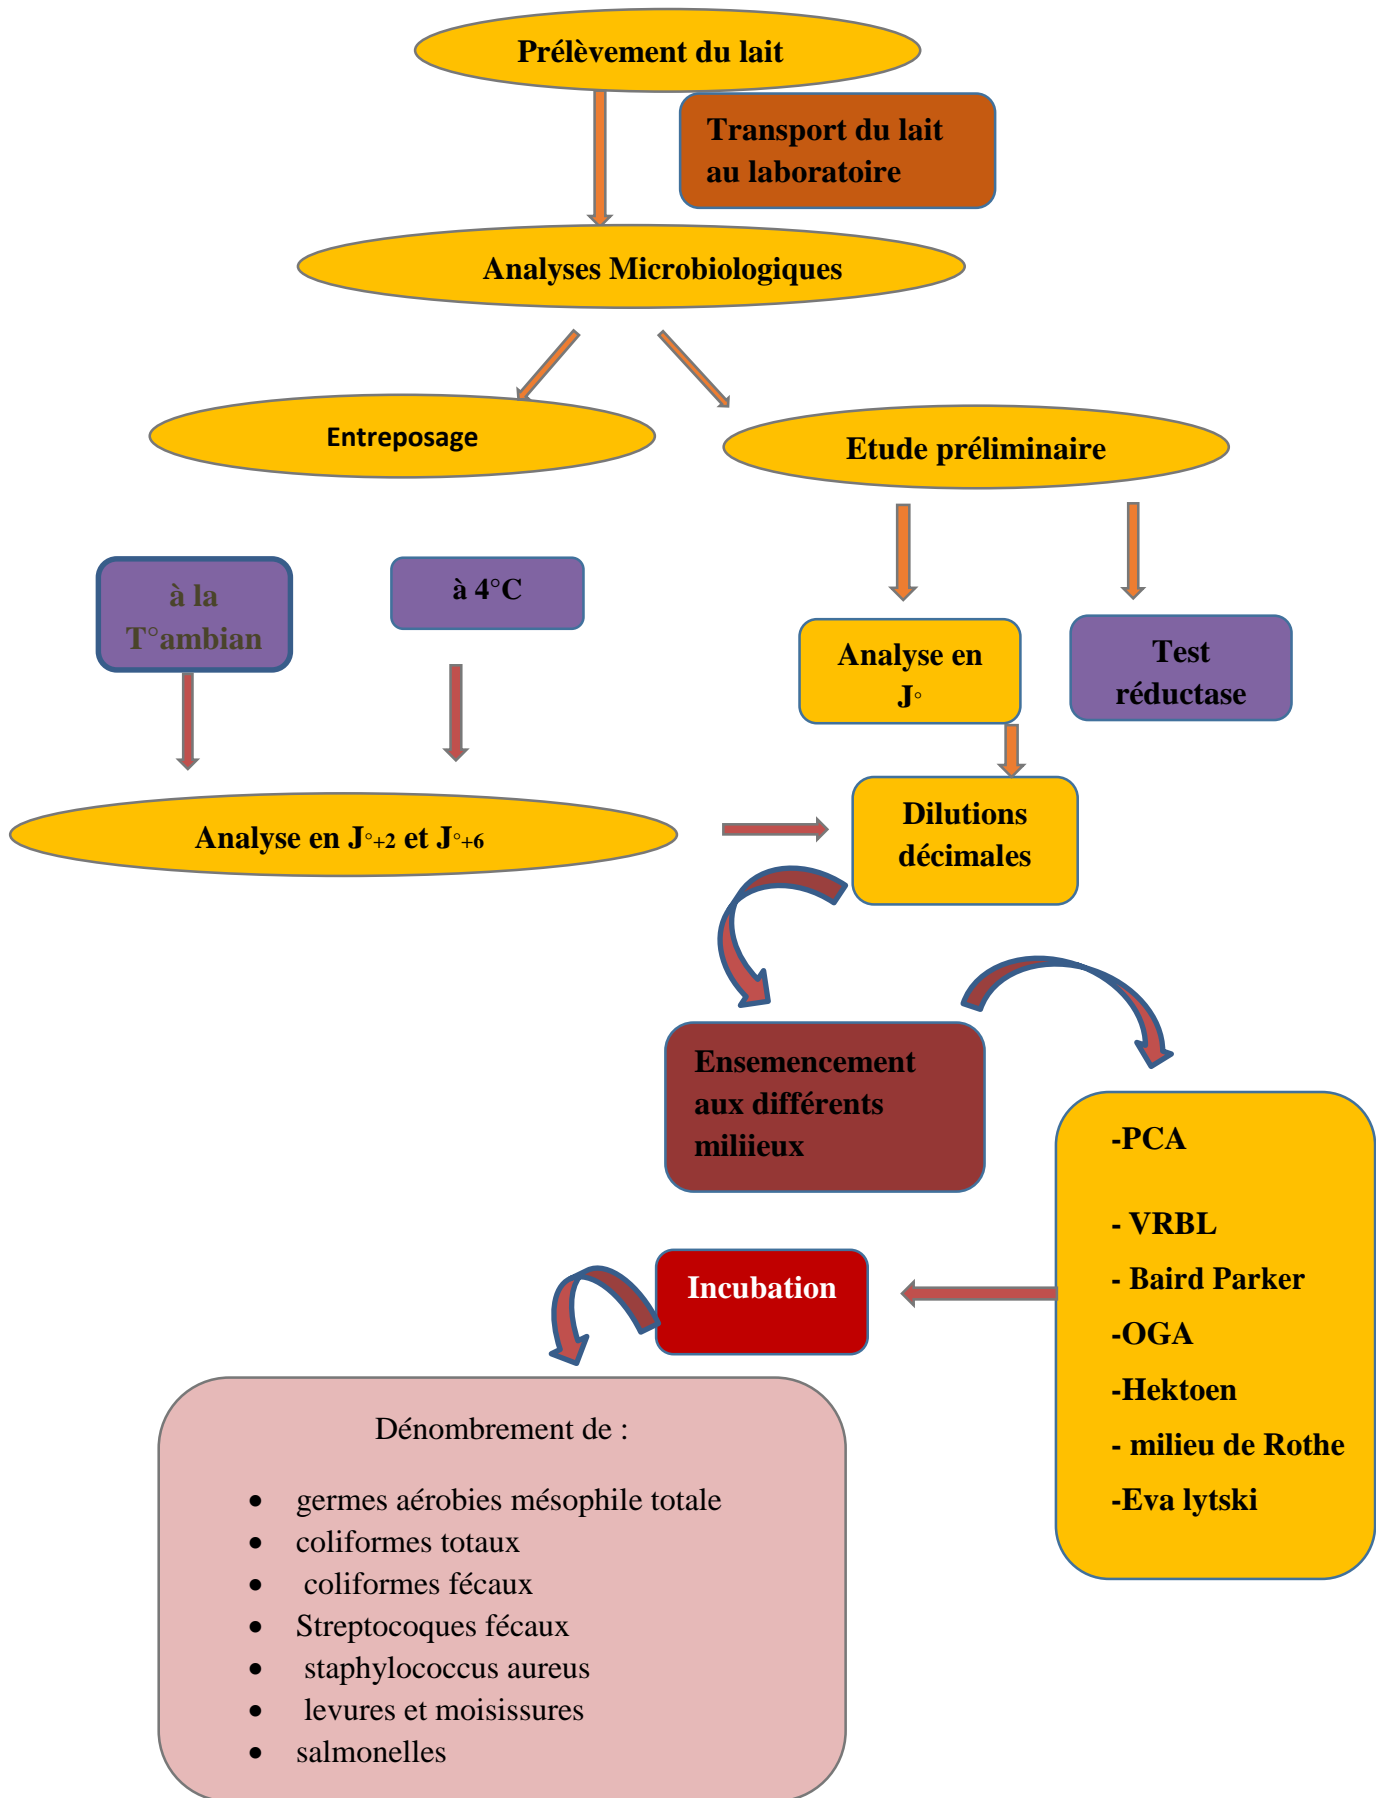 Prélèvement du lait
Transport du lait
au laboratoire
Analyses Microbiologiques
Entreposage
Etude préliminaire
à la
T°ambian
à 4°C
Analyse en
J°
Test
réductase
Analyse en J°+2 et J°+6
Dilutions
décimales
Ensemencement
aux différents
miliieux
-PCA
- VRBL
- Baird Parker
-OGA
-Hektoen
- milieu de Rothe
-Eva lytski
Incubation
Dénombrement de :
• germes aérobies mésophile totale
• coliformes totaux
• coliformes fécaux
• Streptocoques fécaux
• staphylococcus aureus
• levures et moisissures
• salmonelles